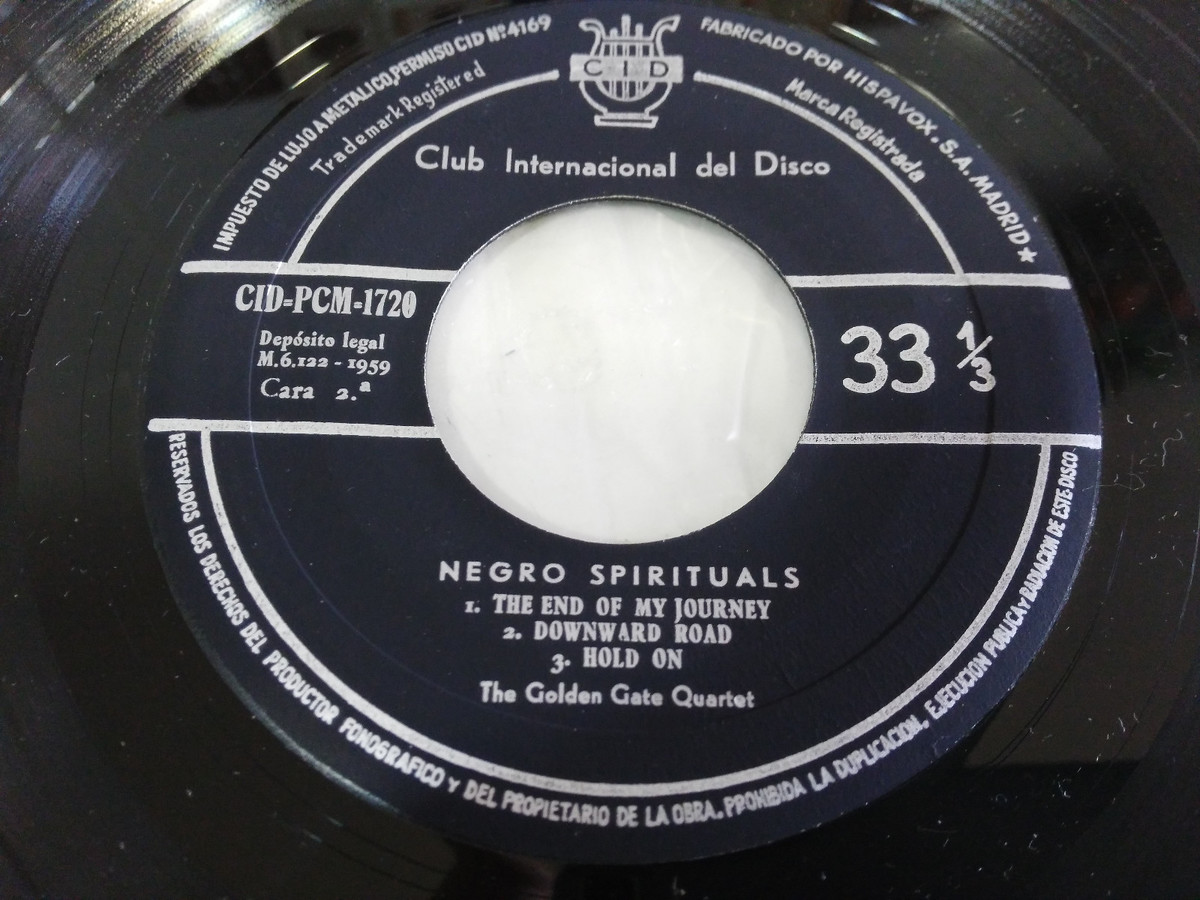 IMPUESTO DE LUJO A METALICO, PERMISO CID Nº 4169
FABRICADO POR HISPAVOX. S.A. MADRID ★
Trademark Registered
CID
Marca Registrada
Club Internacional del Disco
CID=PCM=1720
Depósito legal
M.6.122 - 1959
Cara 2.ª
33 1/3
NEGRO SPIRITUALS
1. THE END OF MY JOURNEY
2. DOWNWARD ROAD
3. HOLD ON
The Golden Gate Quartet
RESERVADOS LOS DERECHOS DEL PRODUCTOR FONOGRAFICO Y DEL PROPIETARIO DE LA OBRA. PROHIBIDA LA DUPLICACION, EJECUCION PUBLICA Y RADIACION DE ESTE DISCO